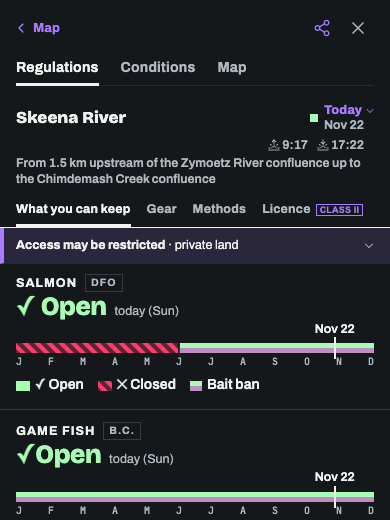 Map
Regulations Conditions Map
Skeena River
Today
Nov 22
9:17 17:22
From 1.5 km upstream of the Zymoetz River confluence up to
the Chimdemash Creek confluence
What you can keep Gear Methods Licence CLASS II
Access may be restricted · private land
SALMON DFO
✓ Open today (Sun)
Nov 22
J F M A M J J A S O N D
✓ Open ✕ Closed Bait ban
GAME FISH B.C.
✓ Open today (Sun)
Nov 22
J F M A M J J A S O N D